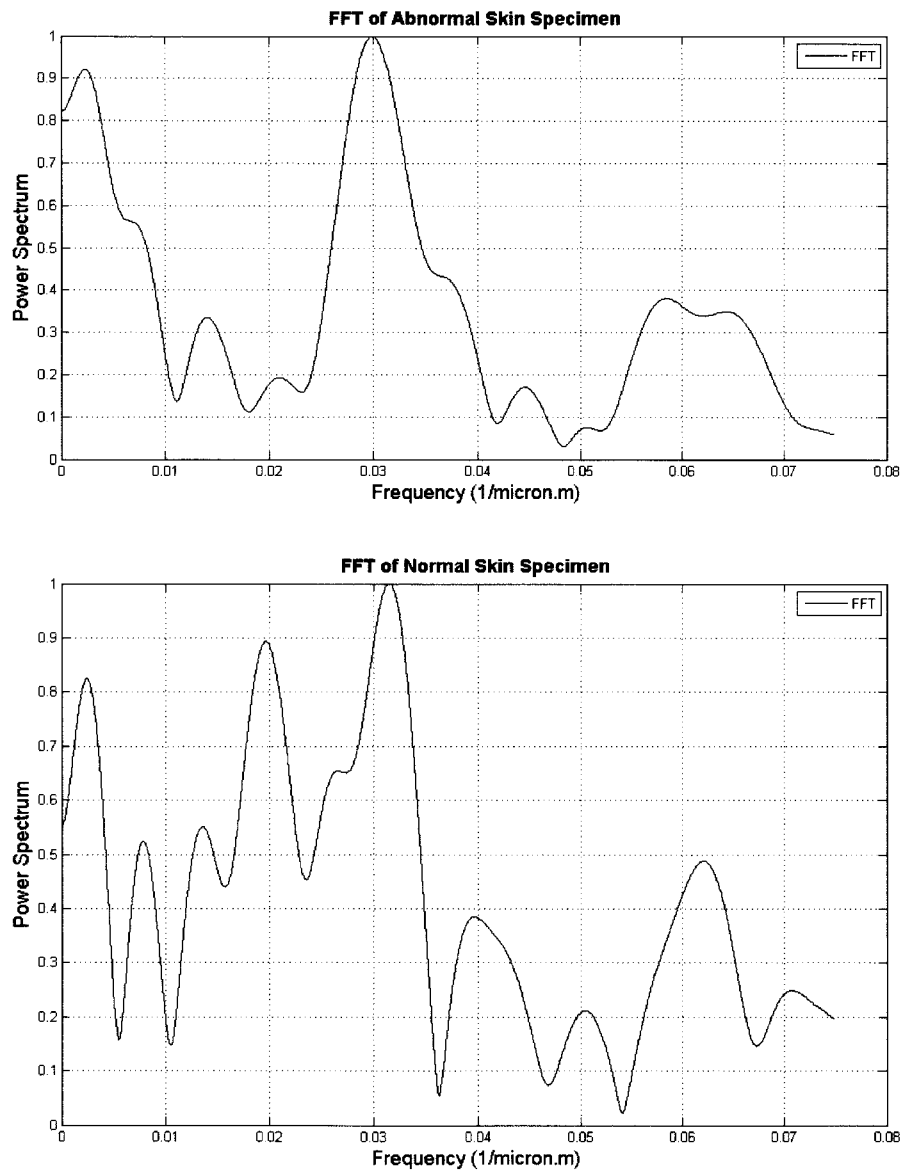 FFT of Abnormal Skin Specimen
FFT
Power Spectrum
1
0.9
0.8
0.7
0.6
0.5
0.4
0.3
0.2
0.1
0
0 0.01 0.02 0.03 0.04 0.05 0.06 0.07 0.08
Frequency (1/micron.m)
FFT of Normal Skin Specimen
FFT
Power Spectrum
1
0.9
0.8
0.7
0.6
0.5
0.4
0.3
0.2
0.1
0
0 0.01 0.02 0.03 0.04 0.05 0.06 0.07 0.08
Frequency (1/micron.m)